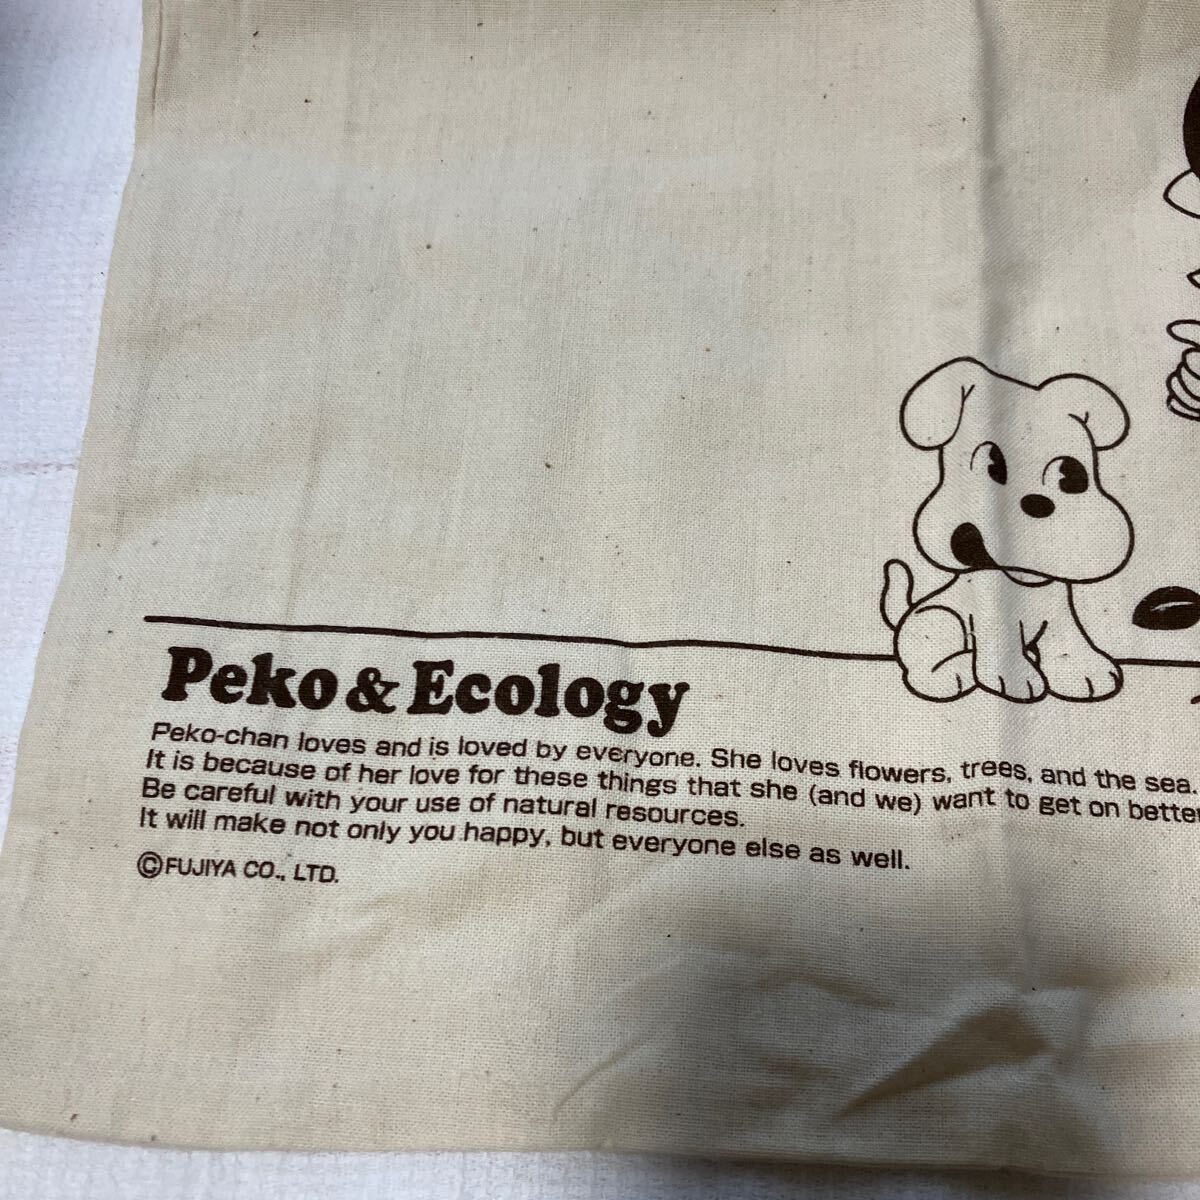 Peko & Ecology
Peko-chan loves and is loved by everyone. She loves flowers, trees, and the sea.
It is because of her love for these things that she (and we) want to get on better
Be careful with your use of natural resources.
It will make not only you happy, but everyone else as well.
©FUJIYA CO., LTD.